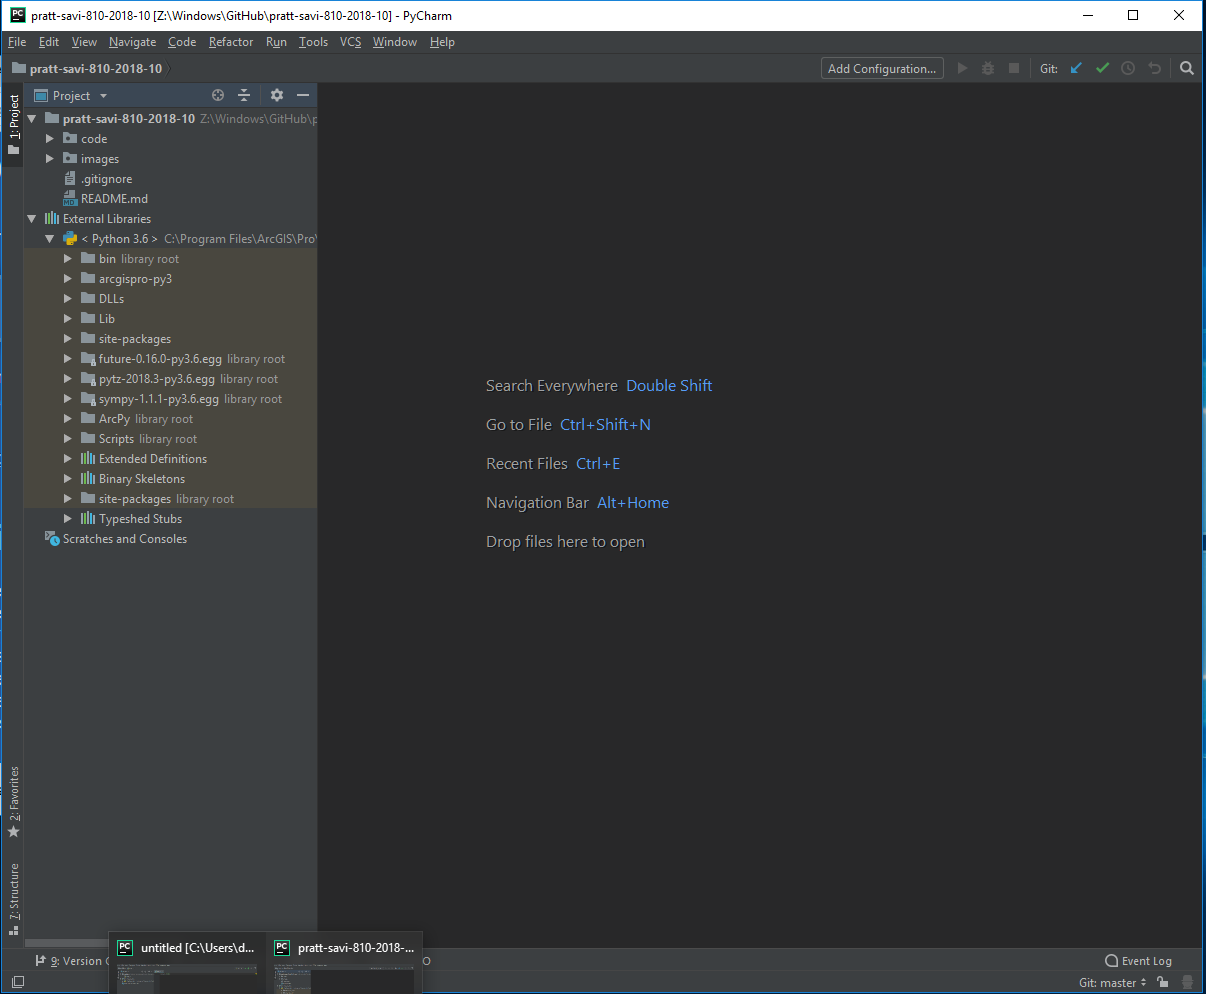 PC pratt-savi-810-2018-10 [Z:\Windows\GitHub\pratt-savi-810-2018-10] - PyCharm
File Edit View Navigate Code Refactor Run Tools VCS Window Help
pratt-savi-810-2018-10 Add Configuration... Git:
1: Project
Project
pratt-savi-810-2018-10 Z:\Windows\GitHub\p
code
images
.gitignore
MD README.md
External Libraries
< Python 3.6 > C:\Program Files\ArcGIS\Pro\
bin library root
arcgispro-py3
DLLs
Lib
site-packages
future-0.16.0-py3.6.egg library root
pytz-2018.3-py3.6.egg library root
sympy-1.1.1-py3.6.egg library root
ArcPy library root
Scripts library root
Extended Definitions
Binary Skeletons
site-packages library root
Typeshed Stubs
Scratches and Consoles
Search Everywhere Double Shift
Go to File Ctrl+Shift+N
Recent Files Ctrl+E
Navigation Bar Alt+Home
Drop files here to open
2: Favorites
7: Structure
PC untitled [C:\Users\d... PC pratt-savi-810-2018-...
9: Version Event Log
Git: master